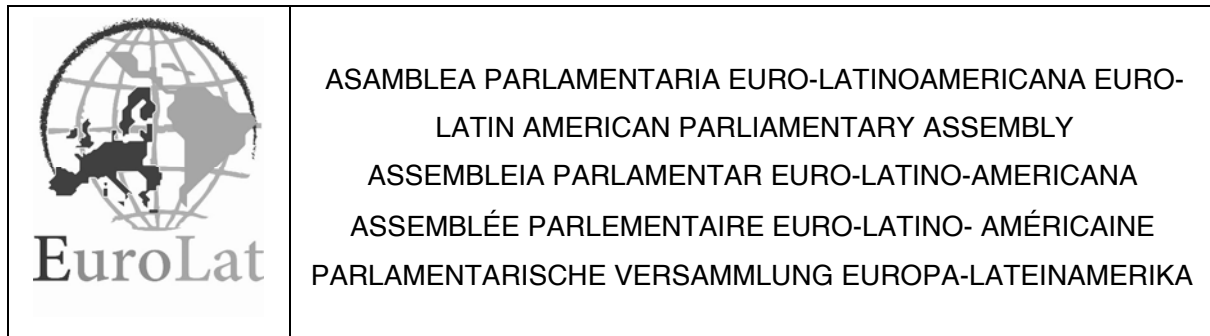 EuroLat
ASAMBLEA PARLAMENTARIA EURO-LATINOAMERICANA EURO-
LATIN AMERICAN PARLIAMENTARY ASSEMBLY
ASSEMBLEIA PARLAMENTAR EURO-LATINO-AMERICANA
ASSEMBLÉE PARLEMENTAIRE EURO-LATINO- AMÉRICAINE
PARLAMENTARISCHE VERSAMMLUNG EUROPA-LATEINAMERIKA